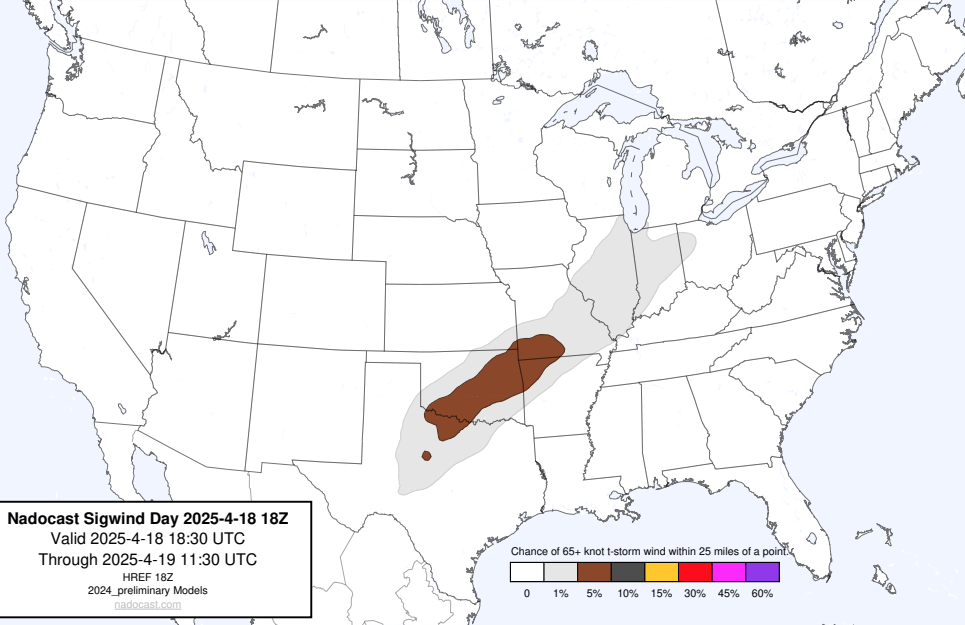 Nadocast Sigwind Day 2025-4-18 18Z
Valid 2025-4-18 18:30 UTC
Through 2025-4-19 11:30 UTC
HREF 18Z
2024_preliminary Models
nadocast.com
Chance of 65+ knot t-storm wind within 25 miles of a point.
0 1% 5% 10% 15% 30% 45% 60%